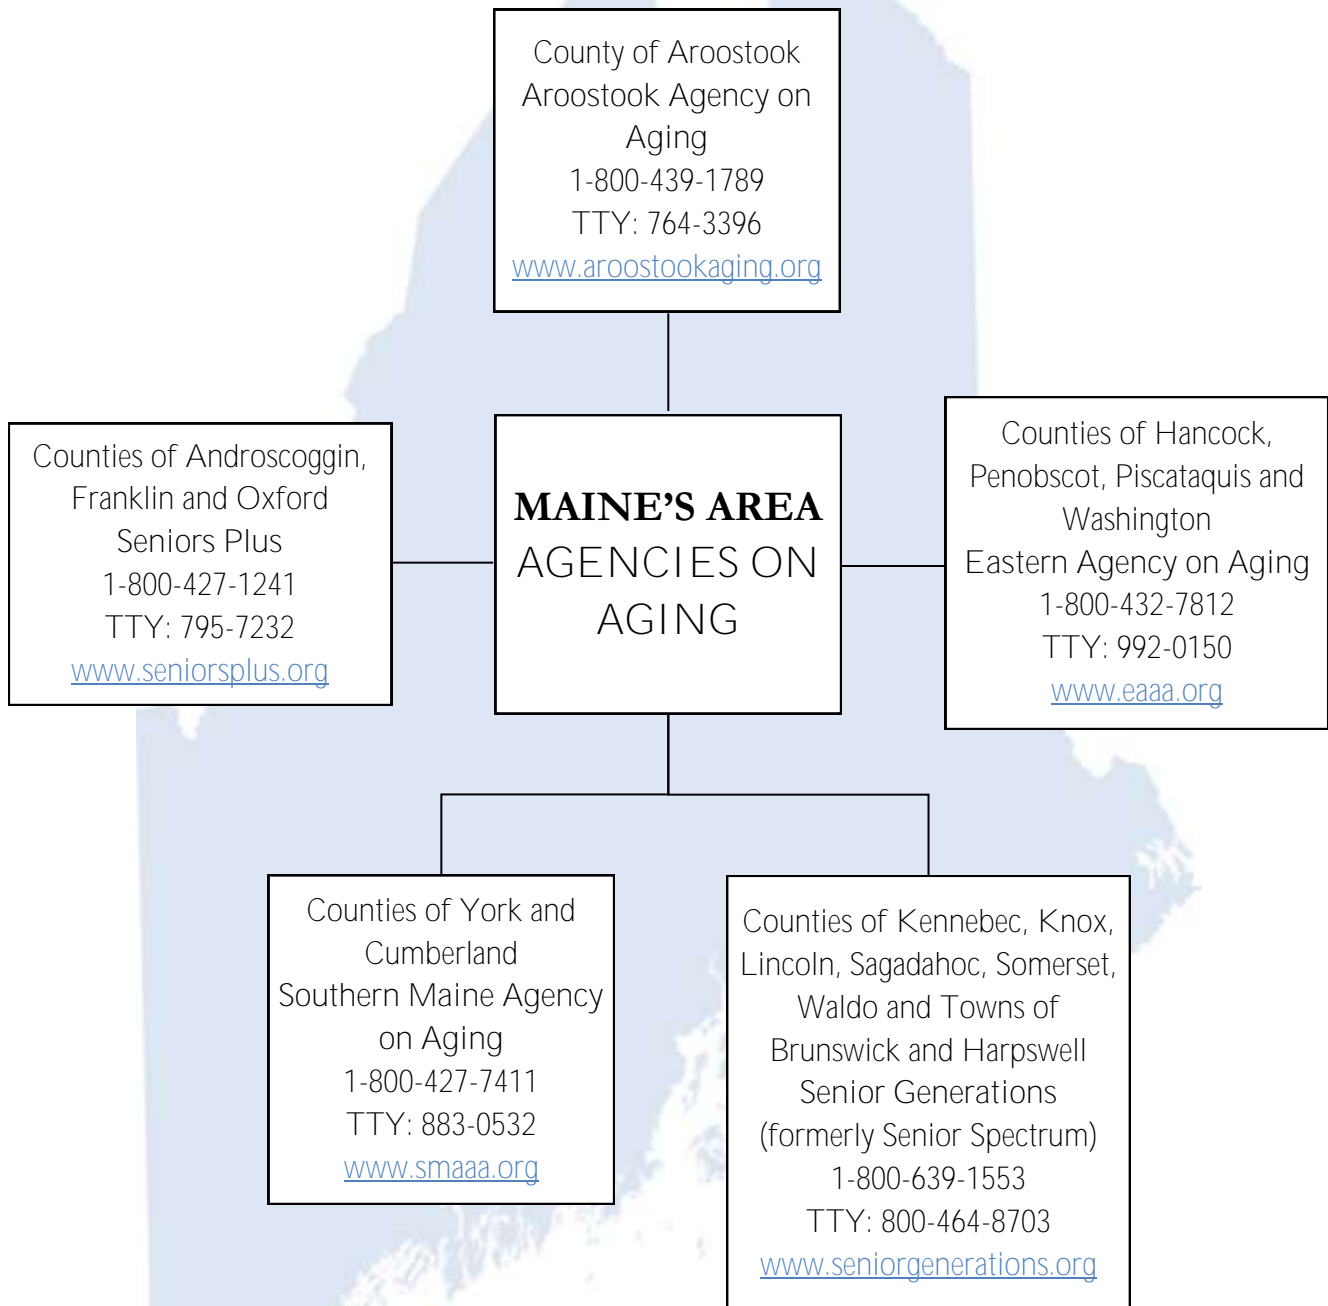 County of Aroostook
Aroostook Agency on
Aging
1-800-439-1789
TTY: 764-3396
www.aroostookaging.org
Counties of Androscoggin,
Franklin and Oxford
Seniors Plus
1-800-427-1241
TTY: 795-7232
www.seniorsplus.org
MAINE'S AREA
AGENCIES ON
AGING
Counties of Hancock,
Penobscot, Piscataquis and
Washington
Eastern Agency on Aging
1-800-432-7812
TTY: 992-0150
www.eaaa.org
Counties of York and
Cumberland
Southern Maine Agency
on Aging
1-800-427-7411
TTY: 883-0532
www.smaaa.org
Counties of Kennebec, Knox,
Lincoln, Sagadahoc, Somerset,
Waldo and Towns of
Brunswick and Harpswell
Senior Generations
(formerly Senior Spectrum)
1-800-639-1553
TTY: 800-464-8703
www.seniorgenerations.org